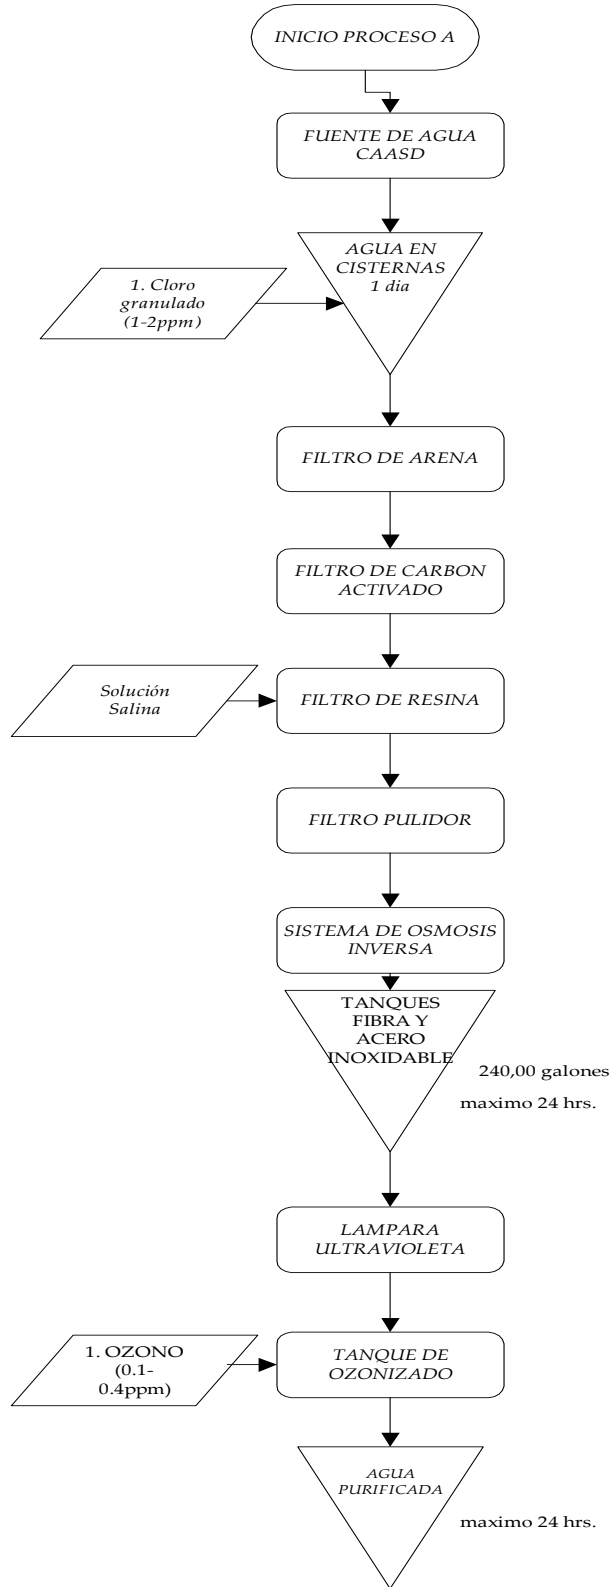 INICIO PROCESO A
FUENTE DE AGUA
CAASD
AGUA EN
CISTERNAS
1 dia
1. Cloro
granulado
(1-2ppm)
FILTRO DE ARENA
FILTRO DE CARBON
ACTIVADO
Solución
Salina
FILTRO DE RESINA
FILTRO PULIDOR
SISTEMA DE OSMOSIS
INVERSA
TANQUES
FIBRA Y
ACERO
INOXIDABLE
240,00 galones
maximo 24 hrs.
LAMPARA
ULTRAVIOLETA
1. OZONO
(0.1-
0.4ppm)
TANQUE DE
OZONIZADO
AGUA
PURIFICADA
maximo 24 hrs.